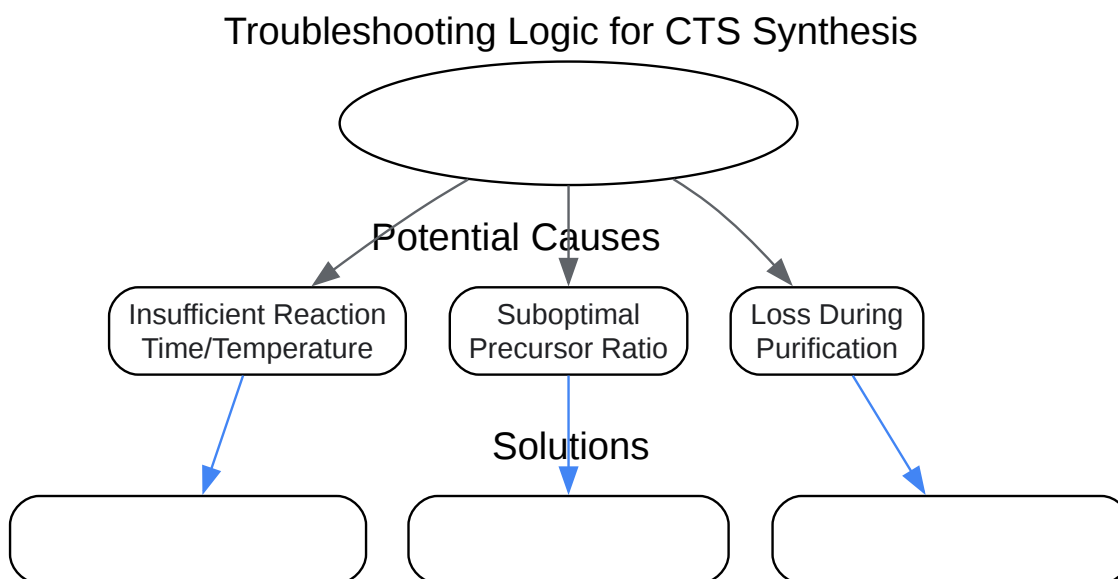 Troubleshooting Logic for CTS Synthesis
Potential Causes
Insufficient Reaction
Time/Temperature
Suboptimal
Precursor Ratio
Loss During
Purification
Solutions